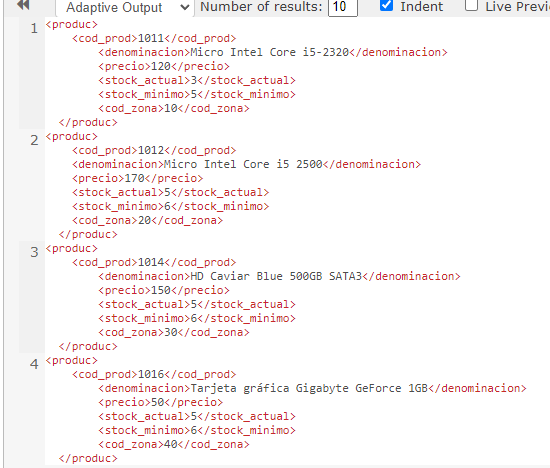 Adaptive Output Number of results: 10 Indent Live Previ
1 <produc>
<cod_prod>1011</cod_prod>
<denominacion>Micro Intel Core i5-2320</denominacion>
<precio>120</precio>
<stock_actual>3</stock_actual>
<stock_minimo>5</stock_minimo>
<cod_zona>10</cod_zona>
</produc>
2 <produc>
<cod_prod>1012</cod_prod>
<denominacion>Micro Intel Core i5 2500</denominacion>
<precio>170</precio>
<stock_actual>5</stock_actual>
<stock_minimo>6</stock_minimo>
<cod_zona>20</cod_zona>
</produc>
3 <produc>
<cod_prod>1014</cod_prod>
<denominacion>HD Caviar Blue 500GB SATA3</denominacion>
<precio>150</precio>
<stock_actual>5</stock_actual>
<stock_minimo>6</stock_minimo>
<cod_zona>30</cod_zona>
</produc>
4 <produc>
<cod_prod>1016</cod_prod>
<denominacion>Tarjeta gráfica Gigabyte GeForce 1GB</denominacion>
<precio>50</precio>
<stock_actual>5</stock_actual>
<stock_minimo>6</stock_minimo>
<cod_zona>40</cod_zona>
</produc>